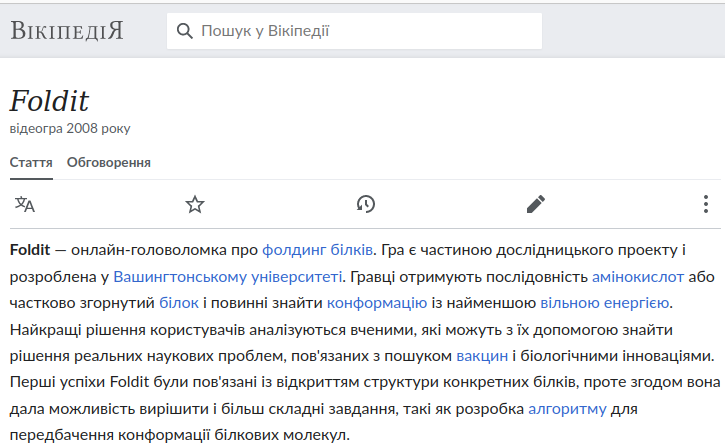 ВІКІПЕДІЯ
Пошук у Вікіпедії
Foldit
відеогра 2008 року
Стаття Обговорення
Foldit — онлайн-головоломка про фолдинг білків. Гра є частиною дослідницького проекту і
розроблена у Вашингтонському університеті. Гравці отримують послідовність амінокислот або
частково згорнутий білок і повинні знайти конформацію із найменшою вільною енергією.
Найкращі рішення користувачів аналізуються вченими, які можуть з їх допомогою знайти
рішення реальних наукових проблем, пов'язаних з пошуком вакцин і біологічними інноваціями.
Перші успіхи Foldit були пов'язані із відкриттям структури конкретних білків, проте згодом вона
дала можливість вирішити і більш складні завдання, такі як розробка алгоритму для
передбачення конформації білкових молекул.